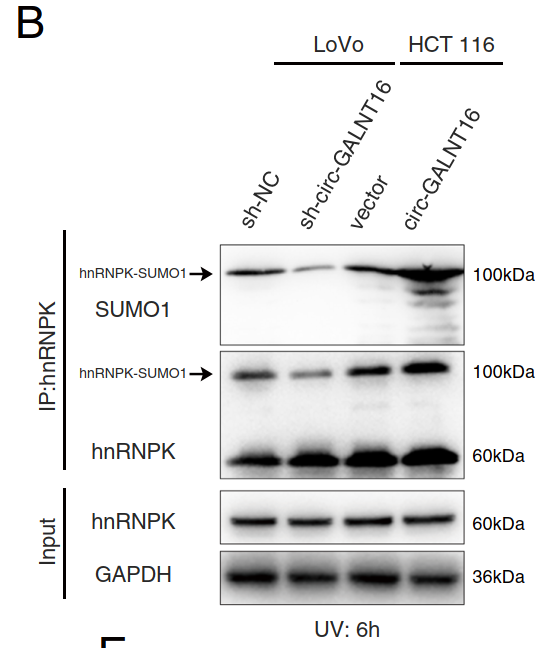 B
LoVo
HCT 116
sh-NC
sh-circ-GALNT16
vector
circ-GALNT16
IP:hnRNPK
hnRNPK-SUMO1
100kDa
SUMO1
hnRNPK-SUMO1
100kDa
hnRNPK
60kDa
Input
hnRNPK
60kDa
GAPDH
36kDa
UV: 6h